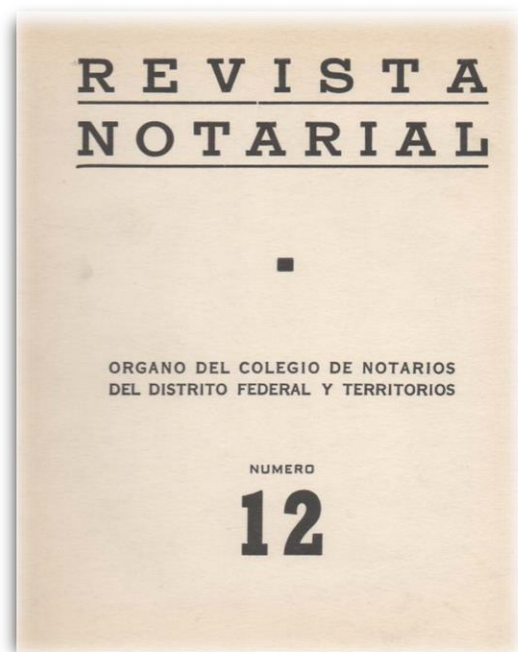 REVISTA
NOTARIAL
ORGANO DEL COLEGIO DE NOTARIOS
DEL DISTRITO FEDERAL Y TERRITORIOS
NUMERO
12